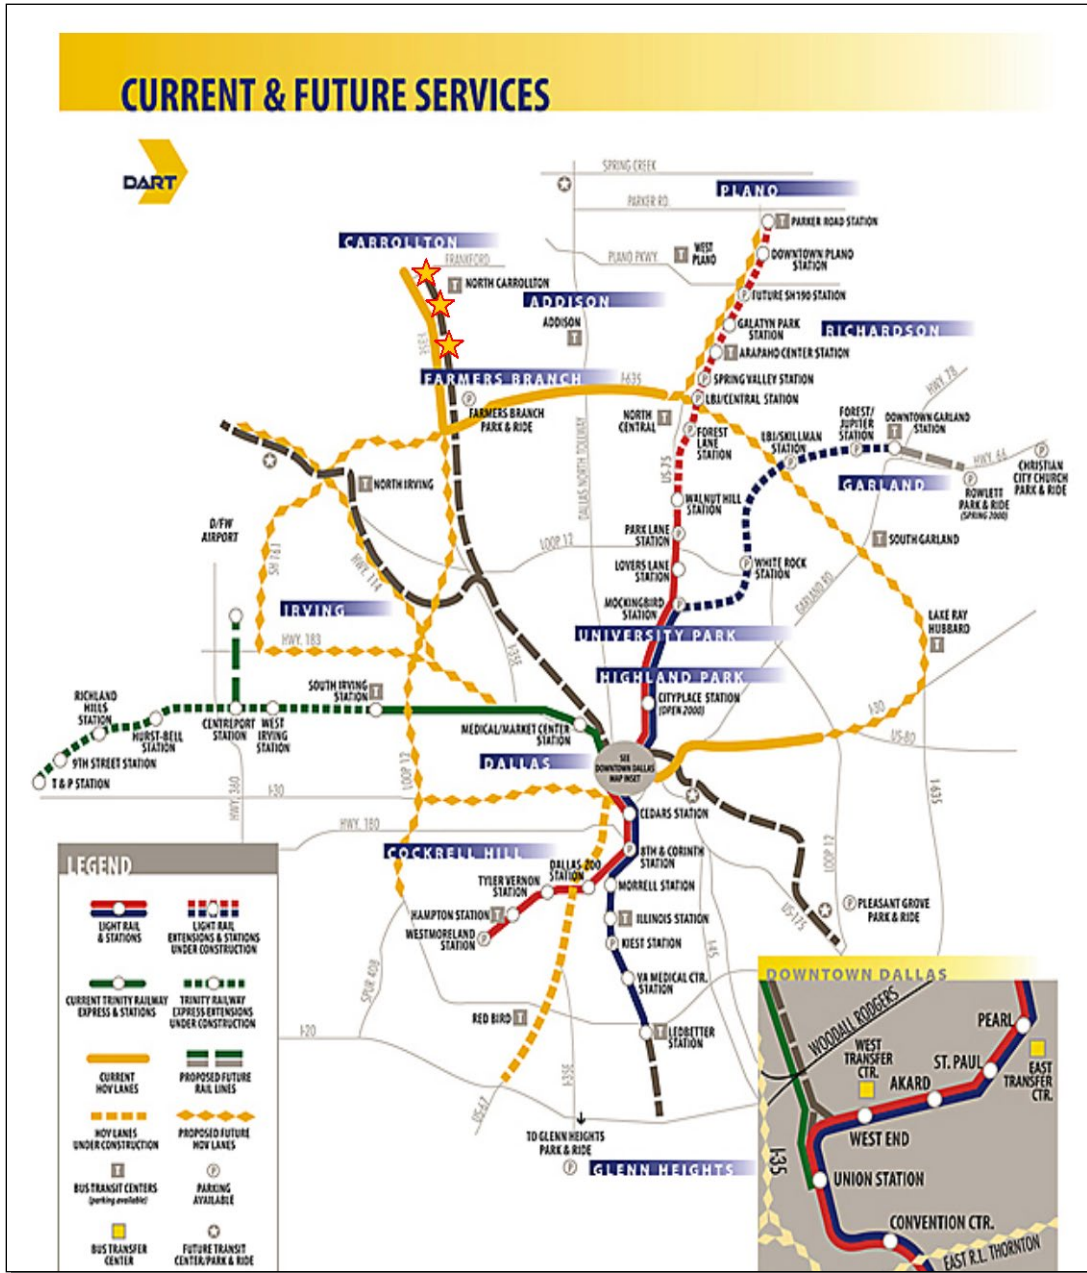 CURRENT & FUTURE SERVICES
DART
SPRING CREEK
PLANO
PARKER RD.
PARKER ROAD STATION
CARROLLTON
FRANKFORD
NORTH CARROLLTON
WEST
PLANO
PLANO PKWY.
DOWNTOWN PLANO
STATION
FUTURE SH190 STATION
ADDISON
ADDISON
GALATYN PARK
STATION
RICHARDSON
I-35E
ARAPAHO CENTER STATION
FARMERS BRANCH
I-635
SPRING VALLEY STATION
HWY. 78
FARMERS BRANCH
PARK & RIDE
LBJ/CENTRAL STATION
NORTH
CENTRAL
FOREST
LANE
STATION
FOREST/
JUPITER
STATION
DOWNTOWN GARLAND
STATION
LBJ/SKILLMAN
STATION
DALLAS NORTH TOLLWAY
US-75
HWY. 66
CHRISTIAN
CITY CHURCH
PARK & RIDE
GARLAND
ROWLETT
PARK & RIDE
(SPRING 2000)
NORTH IRVING
WALNUT HILL
STATION
D/FW
AIRPORT
SH 161
HWY. 114
LOOP 12
PARK LANE
STATION
SOUTH GARLAND
LOVERS LANE
STATION
WHITE ROCK
STATION
GARLAND RD
IRVING
MOCKINGBIRD
STATION
LAKE RAY
HUBBARD
HWY. 183
I-35E
UNIVERSITY PARK
HIGHLAND PARK
RICHLAND
HILLS
STATION
SOUTH IRVING
STATION
CITYPLACE STATION
(OPEN 2000)
I-30
HURST-BELL
STATION
CENTREPORT
STATION
WEST
IRVING
STATION
MEDICAL/MARKET CENTER
STATION
US-80
9TH STREET STATION
DALLAS
SEE
DOWNTOWN DALLAS
MAP INSET
T & P STATION
HWY. 360
I-30
LOOP 12
I-635
CEDARS STATION
HWY. 180
COCKRELL HILL
8TH & CORINTH
STATION
LOOP 12
DALLAS ZOO
STATION
TYLER VERNON
STATION
MORRELL STATION
PLEASANT GROVE
PARK & RIDE
HAMPTON STATION
ILLINOIS STATION
US-175
WESTMORELAND
STATION
KIEST STATION
I-45
SPUR 408
VA MEDICAL CTR.
STATION
RED BIRD
LEDBETTER
STATION
I-20
I-35E
US-67
TO GLENN HEIGHTS
PARK & RIDE
GLENN HEIGHTS
LEGEND
LIGHT RAIL
& STATIONS
LIGHT RAIL
EXTENSIONS & STATIONS
UNDER CONSTRUCTION
CURRENT TRINITY RAILWAY
EXPRESS & STATIONS
TRINITY RAILWAY
EXPRESS EXTENSIONS
UNDER CONSTRUCTION
CURRENT
HOV LANES
PROPOSED FUTURE
RAIL LINES
HOV LANES
UNDER CONSTRUCTION
PROPOSED FUTURE
HOV LANES
BUS TRANSIT CENTERS
(parking available)
PARKING
AVAILABLE
BUS TRANSFER
CENTER
FUTURE TRANSIT
CENTER/PARK & RIDE
DOWNTOWN DALLAS
WOODALL RODGERS
PEARL
WEST
TRANSFER
CTR.
ST. PAUL
EAST
TRANSFER
CTR.
AKARD
WEST END
I-35
UNION STATION
CONVENTION CTR.
EAST R.L. THORNTON